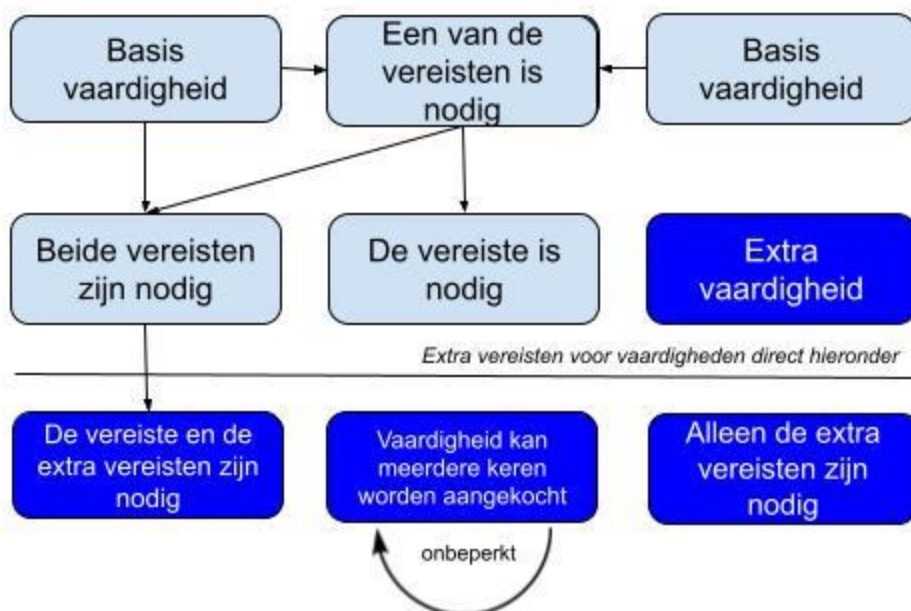 Basis
vaardigheid
Een van de
vereisten is
nodig
Basis
vaardigheid
Beide vereisten
zijn nodig
De vereiste is
nodig
Extra
vaardigheid
Extra vereisten voor vaardigheden direct hieronder
De vereiste en de
extra vereisten zijn
nodig
Vaardigheid kan
meerdere keren
worden aangekocht
Alleen de extra
vereisten zijn
nodig
onbeperkt